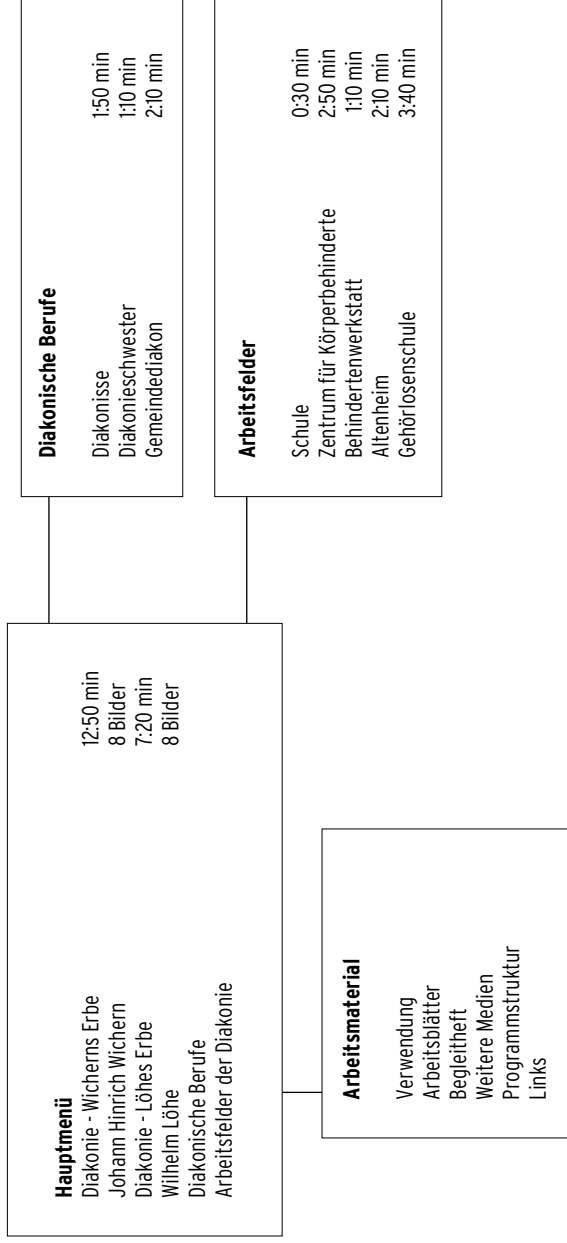 Hauptmenü
Diakonie - Wicherns Erbe 12:50 min
Johann Hinrich Wichern 8 Bilder
Diakonie - Löhes Erbe 7:20 min
Wilhelm Löhe 8 Bilder
Diakonische Berufe
Arbeitsfelder der Diakonie
Diakonische Berufe
Diakonisse 1:50 min
Diakonieschwester 1:10 min
Gemeindediakon 2:10 min
Arbeitsfelder
Schule 0:30 min
Zentrum für Körperbehinderte 2:50 min
Behindertenwerkstatt 1:10 min
Altenheim 2:10 min
Gehörlosenschule 3:40 min
Arbeitsmaterial
Verwendung
Arbeitsblätter
Begleitheft
Weitere Medien
Programmstruktur
Links